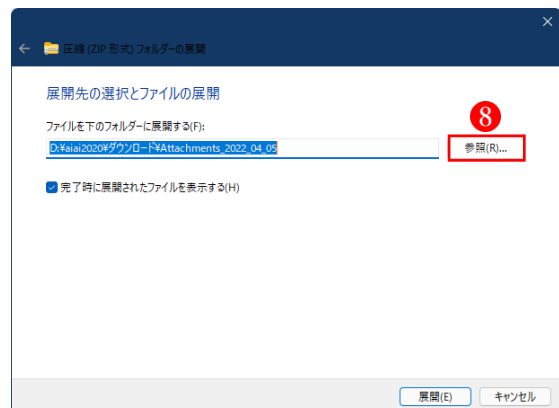 圧縮 (ZIP 形式) フォルダーの展開
展開先の選択とファイルの展開
8
ファイルを下のフォルダーに展開する(F):
D:¥aiai2020¥ダウンロード¥Attachments_2022_04_05
参照(R)...
完了時に展開されたファイルを表示する(H)
展開(E)
キャンセル